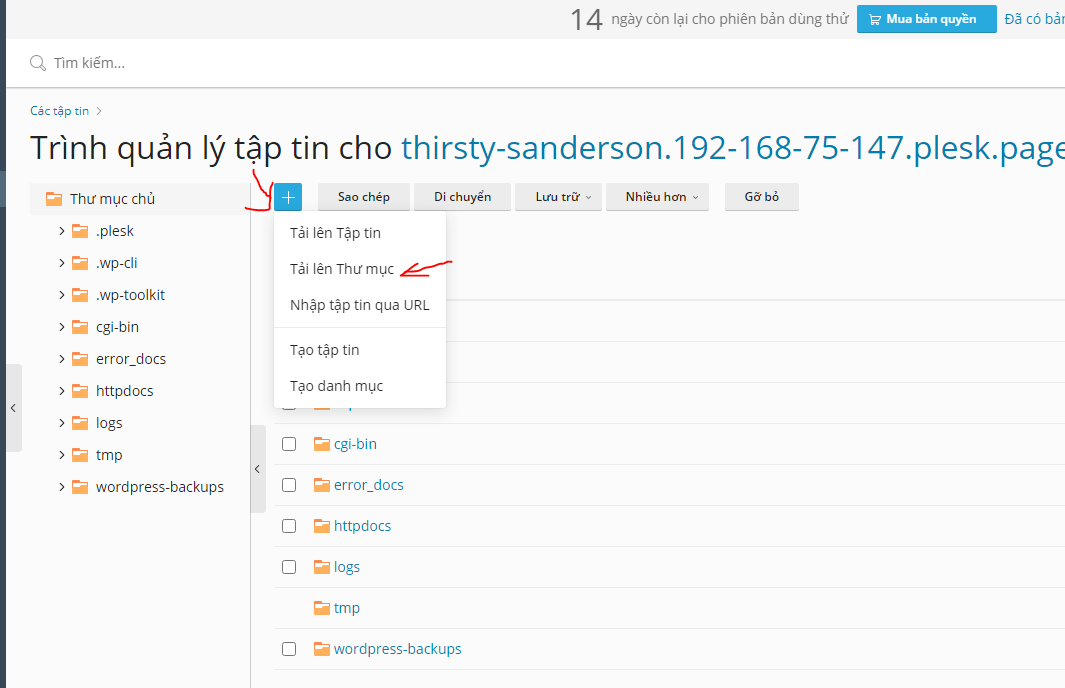 14 ngày còn lại cho phiên bản dùng thử Mua bản quyền Đã có bản
Tìm kiếm...
Các tập tin
Trình quản lý tập tin cho thirsty-sanderson.192-168-75-147.plesk.page
Thư mục chủ
.plesk
.wp-cli
.wp-toolkit
cgi-bin
error_docs
httpdocs
logs
tmp
wordpress-backups
Sao chép Di chuyển Lưu trữ Nhiều hơn Gỡ bỏ
Tải lên Tập tin
Tải lên Thư mục
Nhập tập tin qua URL
Tạo tập tin
Tạo danh mục
cgi-bin
error_docs
httpdocs
logs
tmp
wordpress-backups